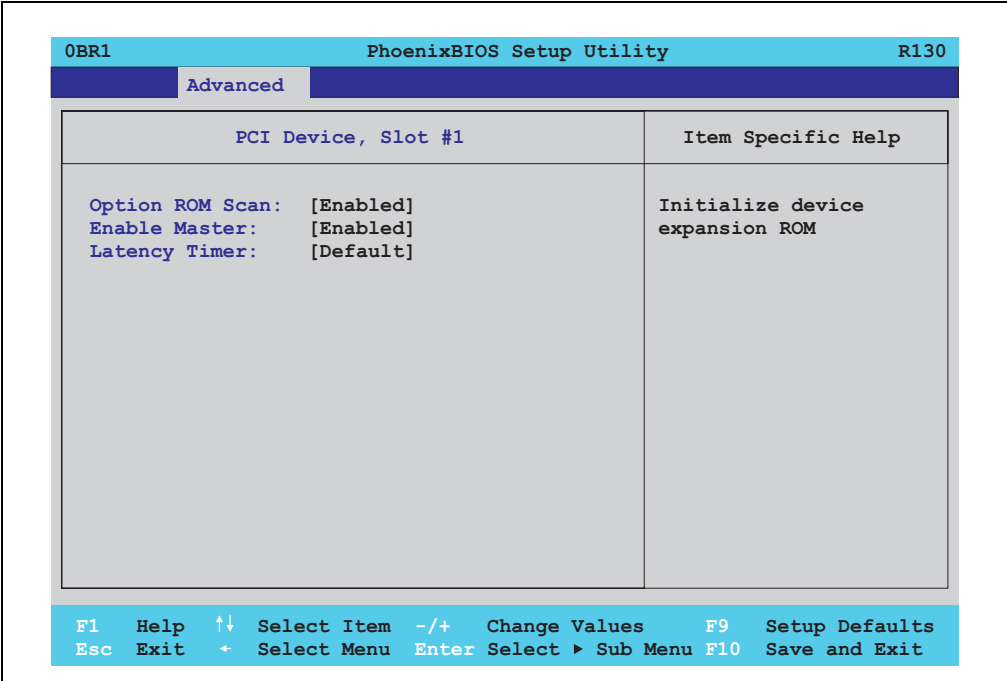 0BR1 PhoenixBIOS Setup Utility R130
Advanced
PCI Device, Slot #1 Item Specific Help
Option ROM Scan: [Enabled] Initialize device
Enable Master: [Enabled] expansion ROM
Latency Timer: [Default]
F1 Help ↑↓ Select Item -/+ Change Values F9 Setup Defaults
Esc Exit ← Select Menu Enter Select ▶ Sub Menu F10 Save and Exit